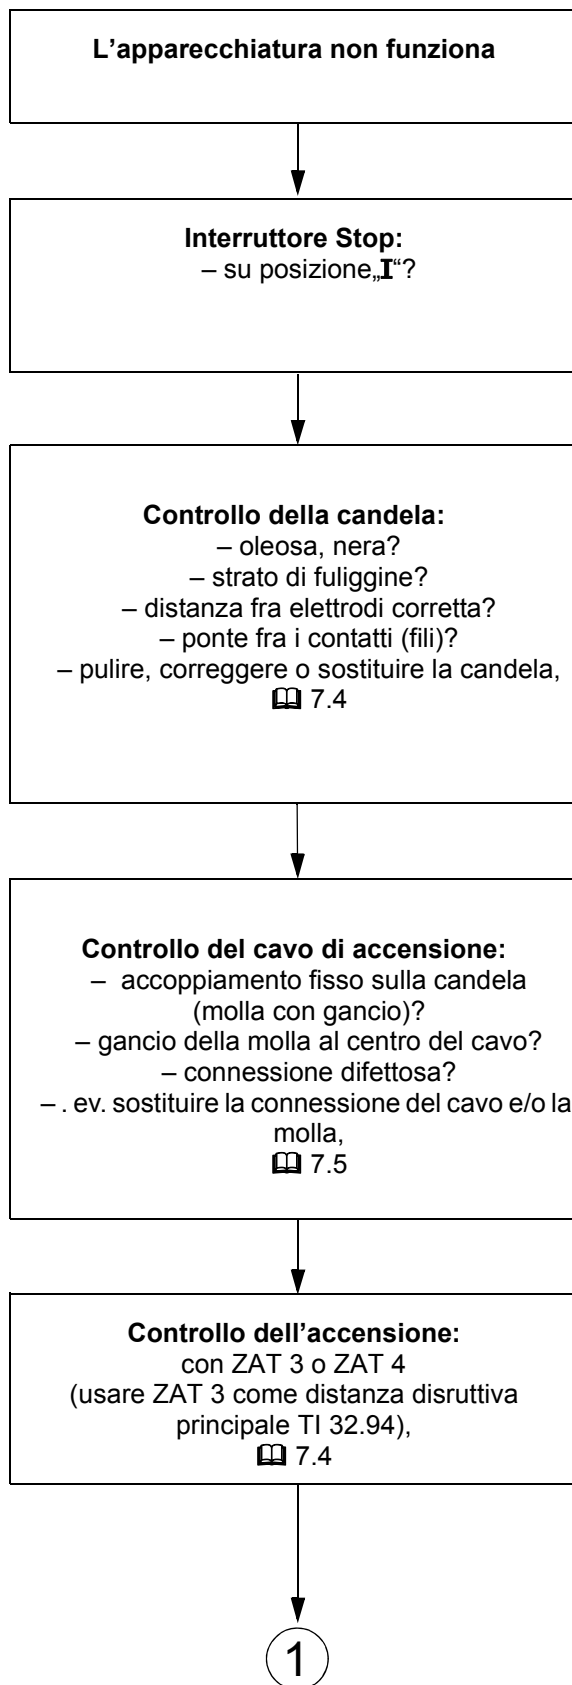 L’apparecchiatura non funziona
Interruttore Stop:
– su posizione„I“?
Controllo della candela:
– oleosa, nera?
– strato di fuliggine?
– distanza fra elettrodi corretta?
– ponte fra i contatti (fili)?
– pulire, correggere o sostituire la candela,
7.4
Controllo del cavo di accensione:
– accoppiamento fisso sulla candela
(molla con gancio)?
– gancio della molla al centro del cavo?
– connessione difettosa?
– . ev. sostituire la connessione del cavo e/o la
molla,
7.5
Controllo dell’accensione:
con ZAT 3 o ZAT 4
(usare ZAT 3 come distanza disruttiva
principale TI 32.94),
7.4
1